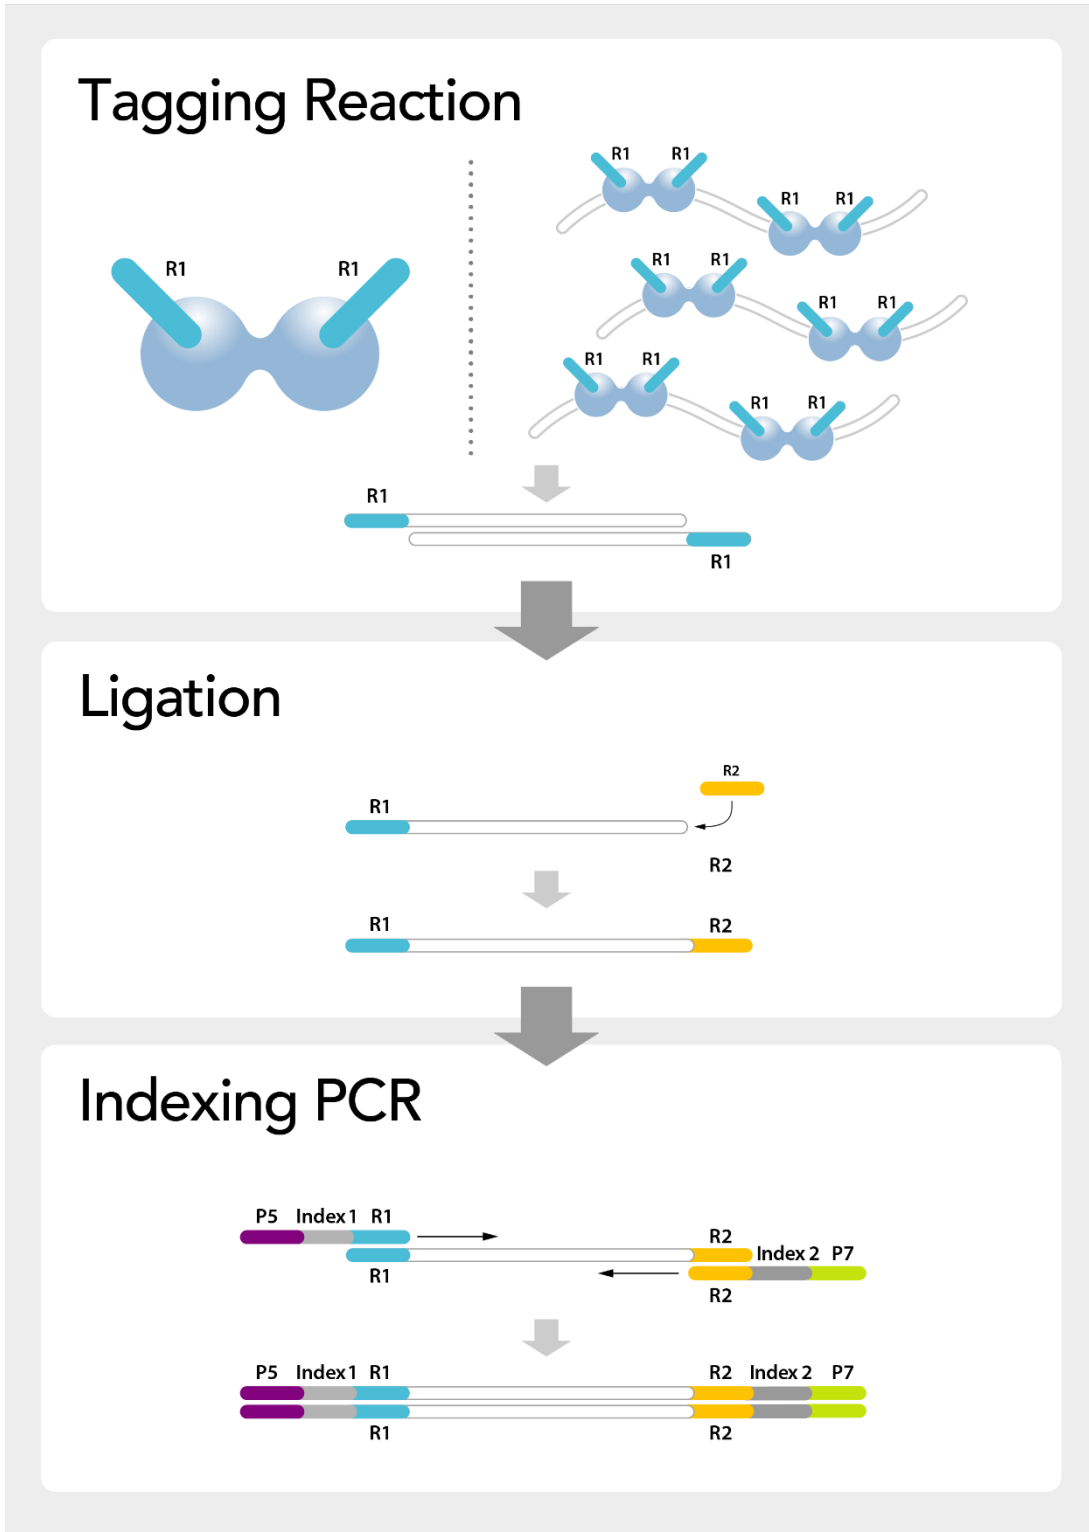 Tagging Reaction
R1 R1
R1 R1
R1 R1
R1 R1
R1 R1
R1 R1
R1 R1
R1
R1
Ligation
R2
R1
R2
R1 R2
Indexing PCR
P5 Index 1 R1
R2
Index 2 P7
R1
R2
P5 Index 1 R1 R2 Index 2 P7
R1 R2